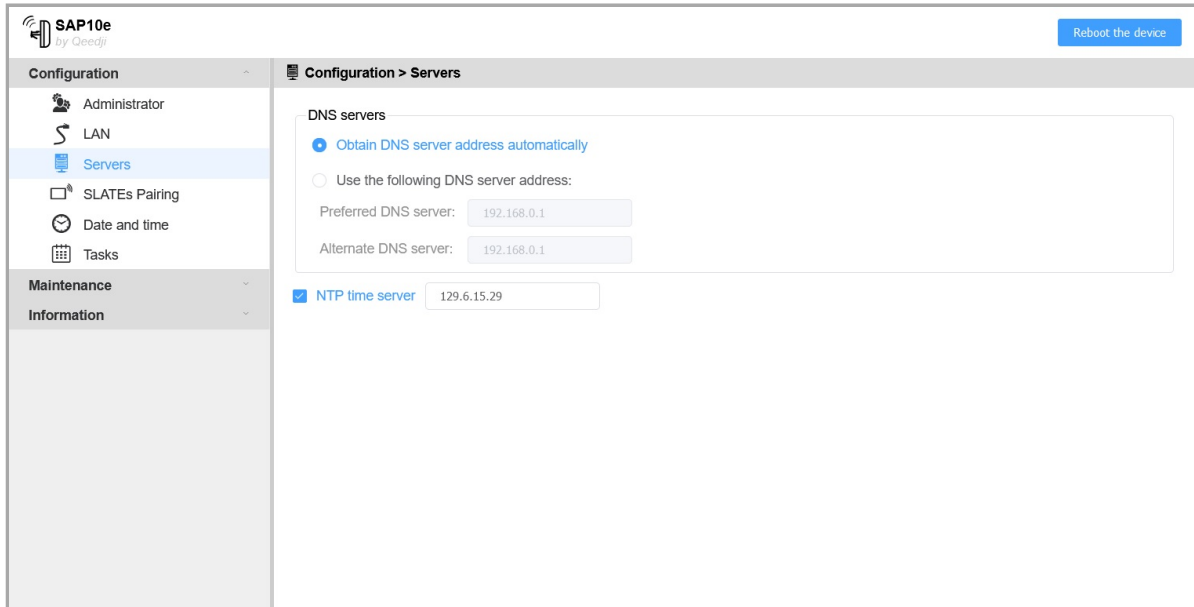 SAP10e
by Qeedji
Reboot the device
Configuration
Administrator
LAN
Servers
SLATEs Pairing
Date and time
Tasks
Maintenance
Information
Configuration > Servers
DNS servers
Obtain DNS server address automatically
Use the following DNS server address:
Preferred DNS server: 192.168.0.1
Alternate DNS server: 192.168.0.1
NTP time server 129.6.15.29